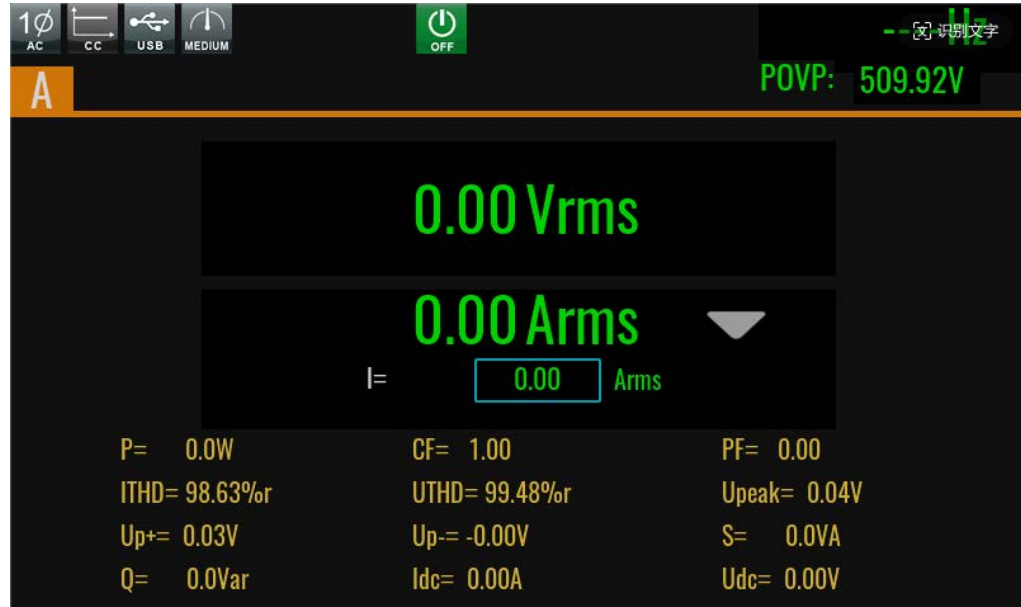 1Ø AC CC USB MEDIUM OFF
识别文字
POVP: 509.92V
A
0.00 Vrms
0.00 Arms
I= 0.00 Arms
P= 0.0W CF= 1.00 PF= 0.00
ITHD= 98.63%r UTHD= 99.48%r Upeak= 0.04V
Up+= 0.03V Up-= -0.00V S= 0.0VA
Q= 0.0Var Idc= 0.00A Udc= 0.00V